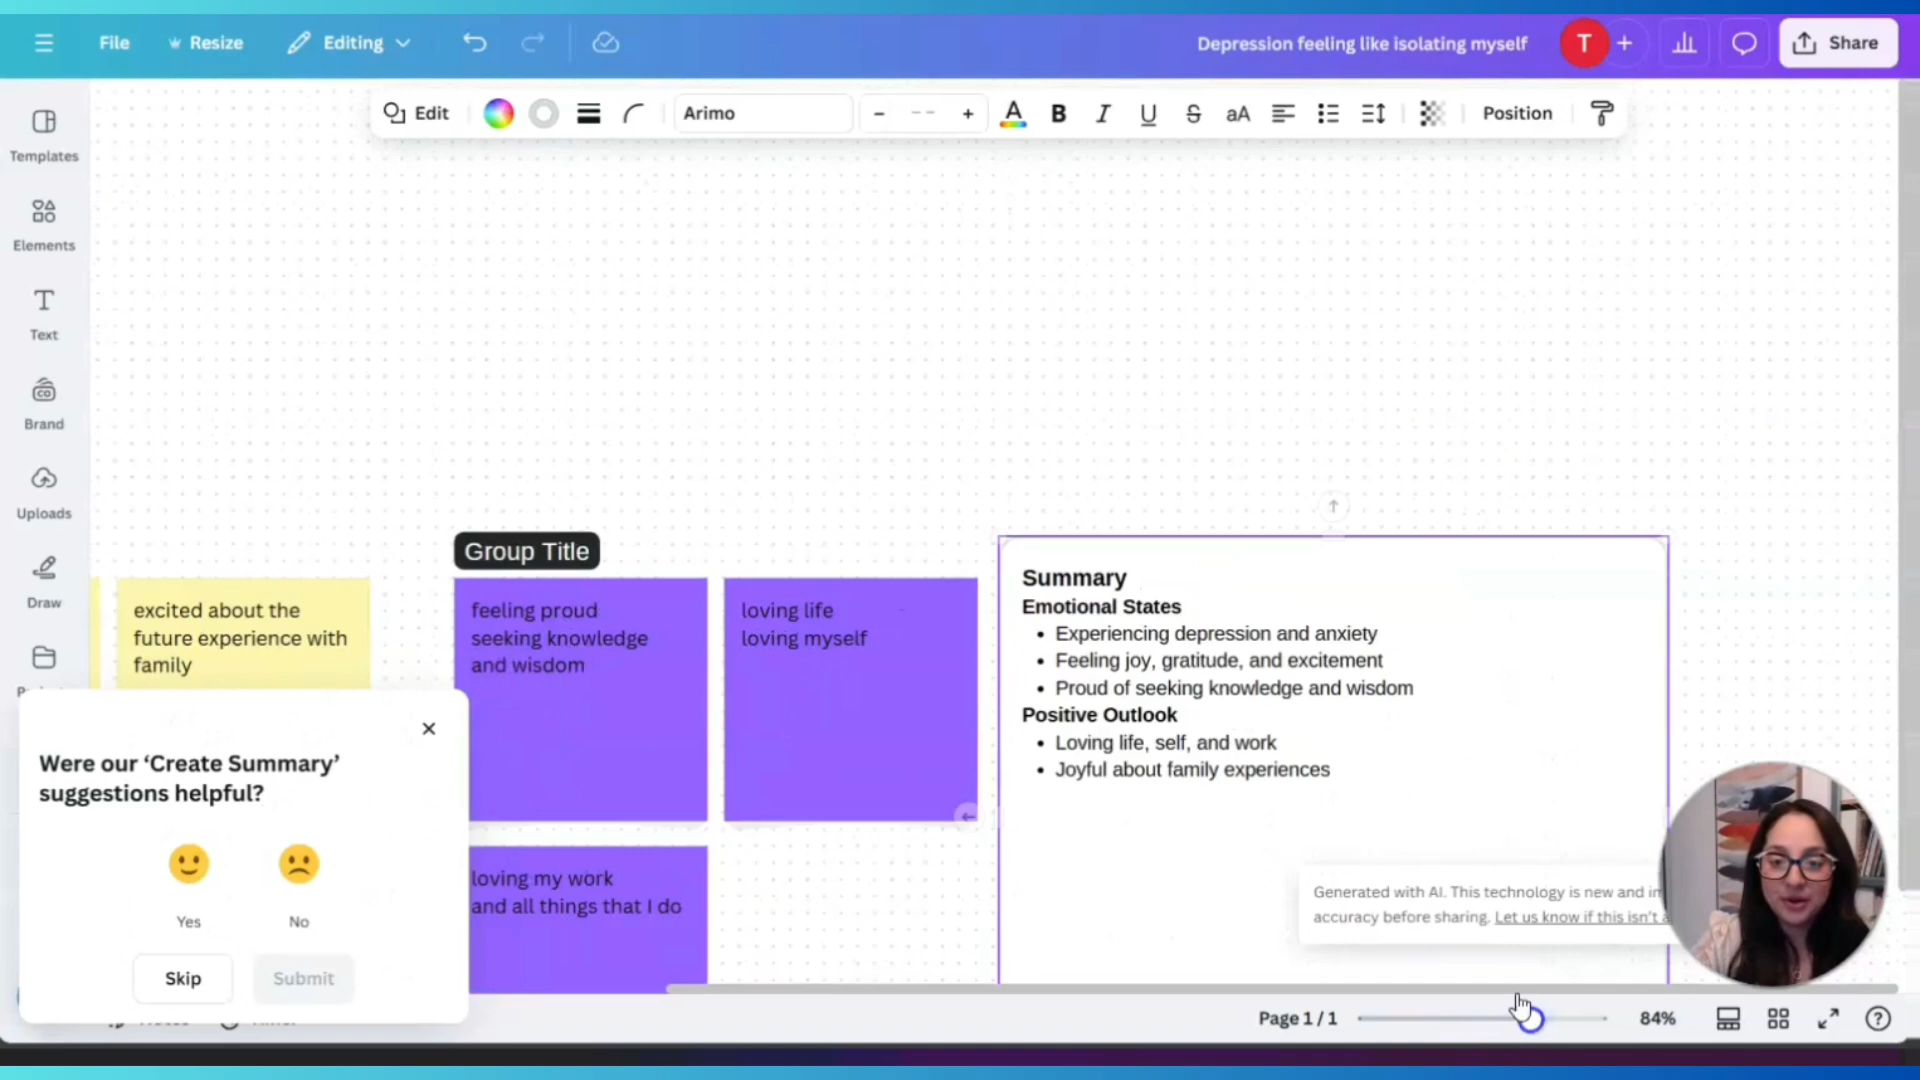 File
Resize
Editing
Depression feeling like isolating myself
T
Share
Edit
Arimo
Position
Templates
Elements
Text
Brand
Uploads
Draw
Group Title
excited about the
future experience with
family
feeling proud
seeking knowledge
and wisdom
loving life
loving myself
loving my work
and all things that I do
Summary
Emotional States
• Experiencing depression and anxiety
• Feeling joy, gratitude, and excitement
• Proud of seeking knowledge and wisdom
Positive Outlook
• Loving life, self, and work
• Joyful about family experiences
Generated with AI. This technology is new and
accuracy before sharing. Let us know if this isn't
Were our ‘Create Summary’
suggestions helpful?
Yes
No
Skip
Submit
Page 1 / 1
84%